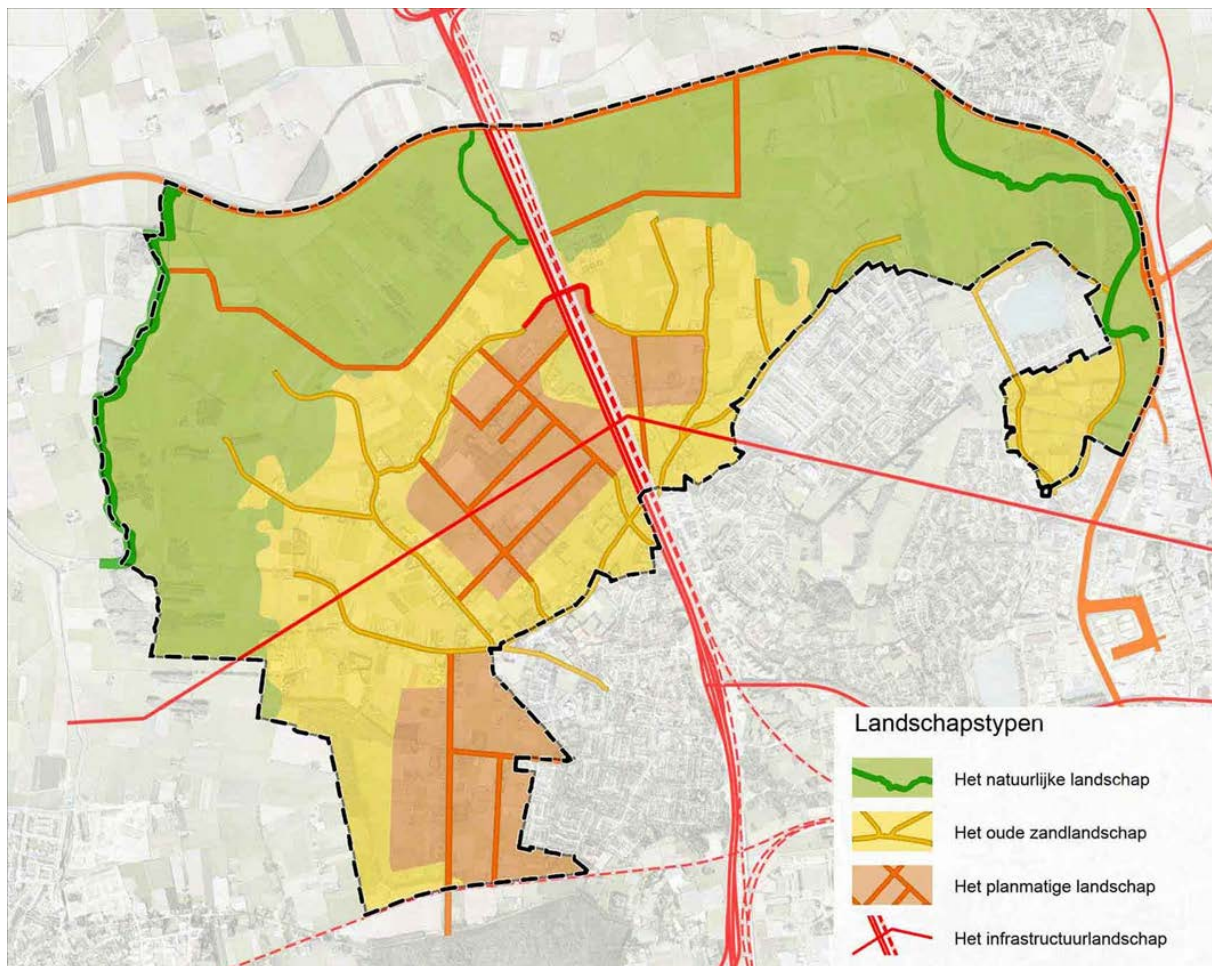 Landschapstypen
Het natuurlijke landschap
Het oude zandlandschap
Het planmatige landschap
Het infrastructuurlandschap